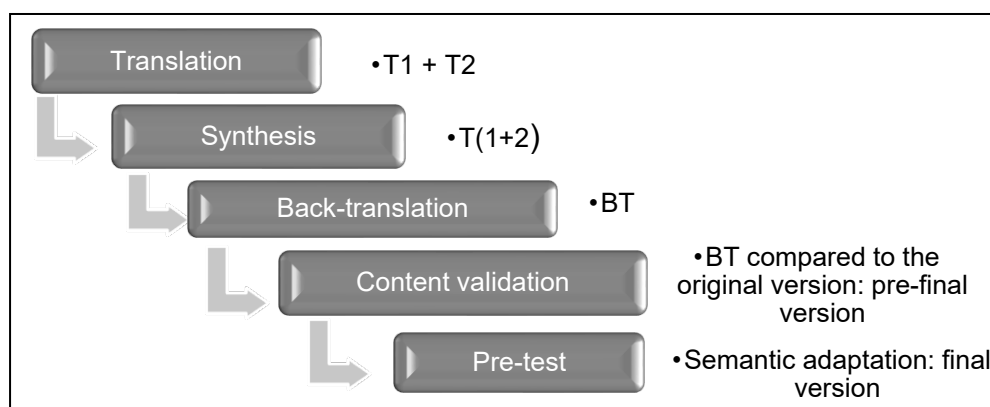 Translation
•T1 + T2
Synthesis
•T(1+2)
Back-translation
•BT
Content validation
•BT compared to the
original version: pre-final
version
Pre-test
•Semantic adaptation: final
version